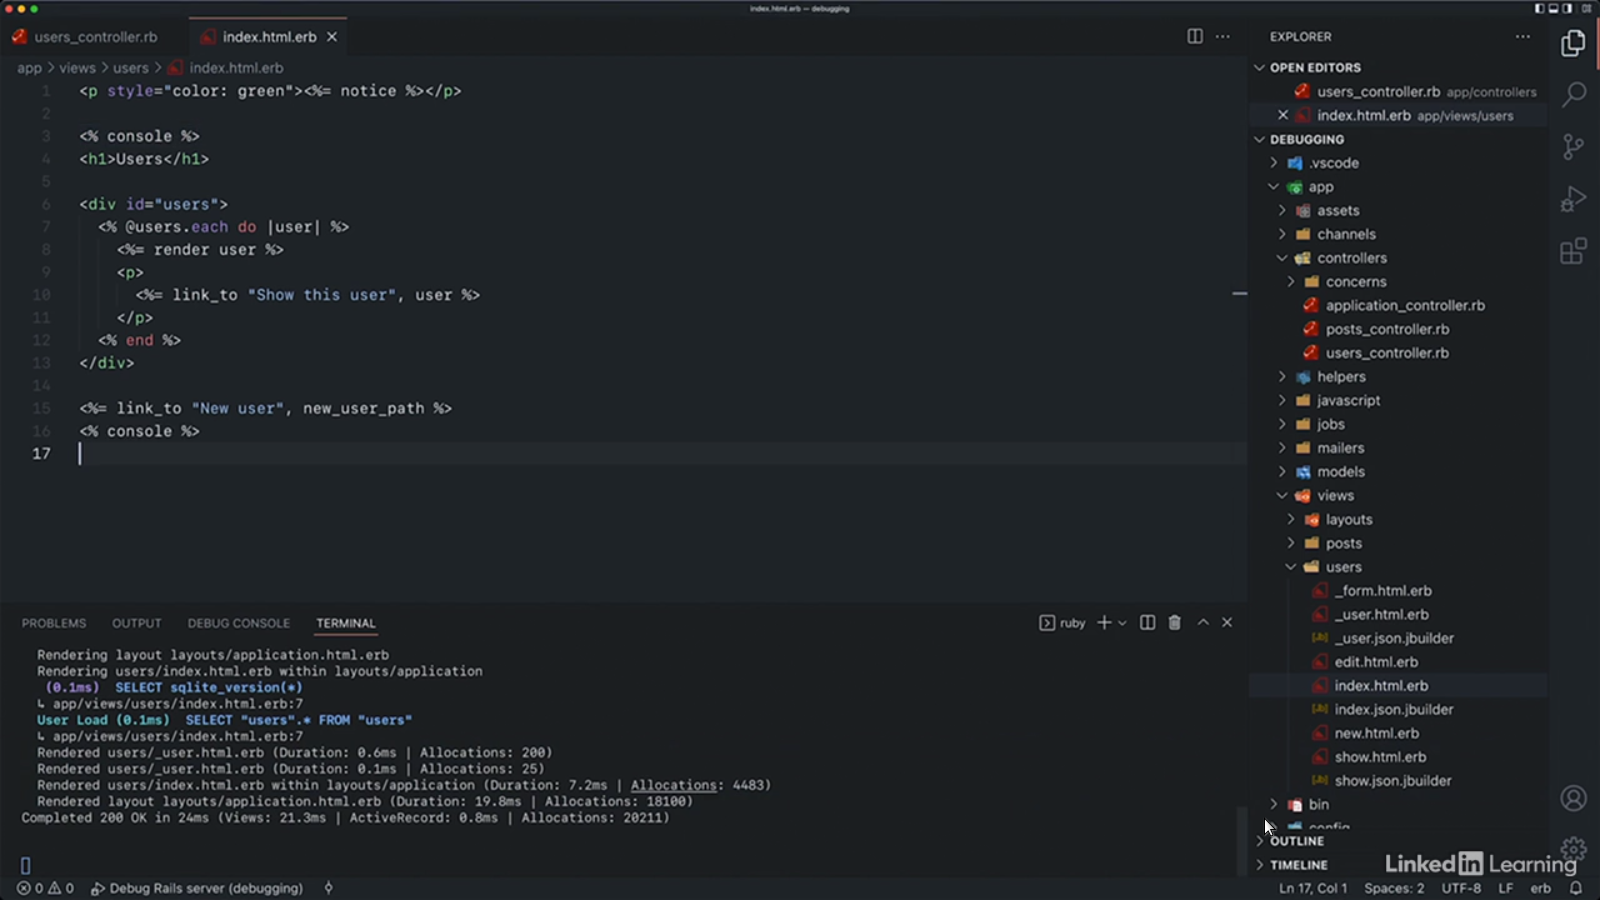 index.html.erb — debugging
users_controller.rb
index.html.erb
app > views > users > index.html.erb
1 <p style="color: green"><%= notice %></p>
2
3 <% console %>
4 <h1>Users</h1>
5
6 <div id="users">
7 <% @users.each do |user| %>
8 <%= render user %>
9 <p>
10 <%= link_to "Show this user", user %>
11 </p>
12 <% end %>
13 </div>
14
15 <%= link_to "New user", new_user_path %>
16 <% console %>
17
PROBLEMS OUTPUT DEBUG CONSOLE TERMINAL
ruby
Rendering layout layouts/application.html.erb
Rendering users/index.html.erb within layouts/application
(0.1ms) SELECT sqlite_version(*)
↳ app/views/users/index.html.erb:7
User Load (0.1ms) SELECT "users".* FROM "users"
↳ app/views/users/index.html.erb:7
Rendered users/_user.html.erb (Duration: 0.6ms | Allocations: 200)
Rendered users/_user.html.erb (Duration: 0.1ms | Allocations: 25)
Rendered users/index.html.erb within layouts/application (Duration: 7.2ms | Allocations: 4483)
Rendered layout layouts/application.html.erb (Duration: 19.8ms | Allocations: 18100)
Completed 200 OK in 24ms (Views: 21.3ms | ActiveRecord: 0.8ms | Allocations: 20211)
EXPLORER
OPEN EDITORS
users_controller.rb app/controllers
index.html.erb app/views/users
DEBUGGING
.vscode
app
assets
channels
controllers
concerns
application_controller.rb
posts_controller.rb
users_controller.rb
helpers
javascript
jobs
mailers
models
views
layouts
posts
users
_form.html.erb
_user.html.erb
_user.json.jbuilder
edit.html.erb
index.html.erb
index.json.jbuilder
new.html.erb
show.html.erb
show.json.jbuilder
bin
config
OUTLINE
TIMELINE
LinkedIn Learning
0 0 Debug Rails server (debugging)
Ln 17, Col 1 Spaces: 2 UTF-8 LF erb